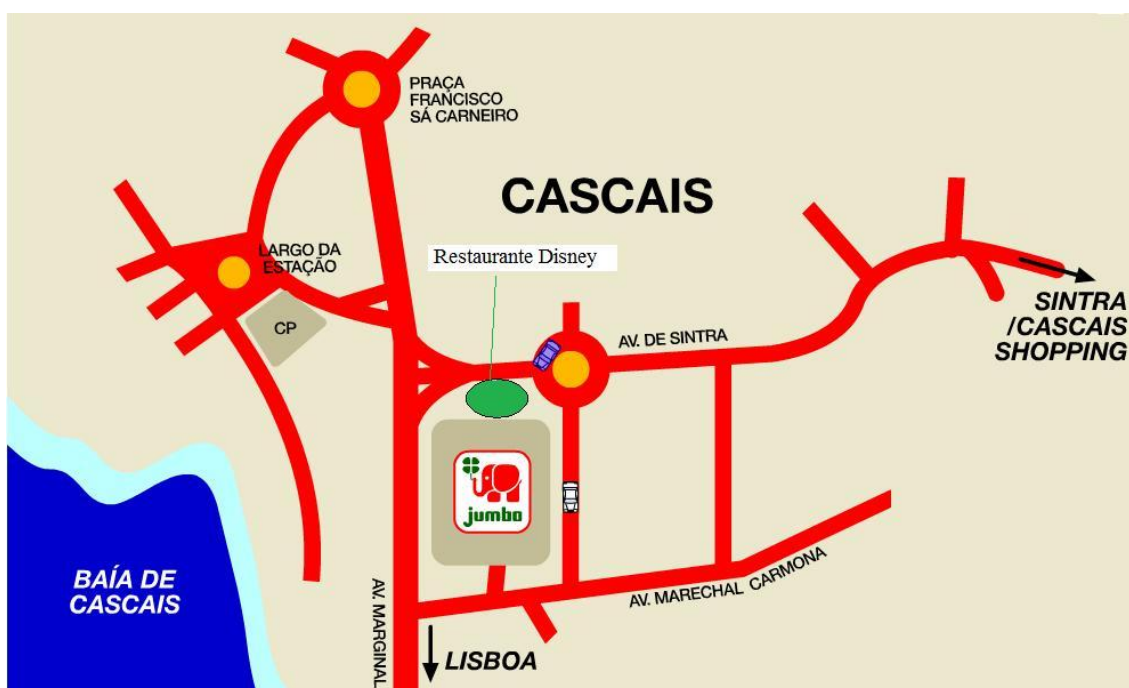 PRAÇA
FRANCISCO
SÁ CARNEIRO
CASCAIS
LARGO DA
ESTAÇÃO
Restaurante Disney
CP
AV. DE SINTRA
SINTRA
/CASCAIS
SHOPPING
jumbo
BAÍA DE
CASCAIS
AV. MARGINAL
AV. MARECHAL CARMONA
LISBOA